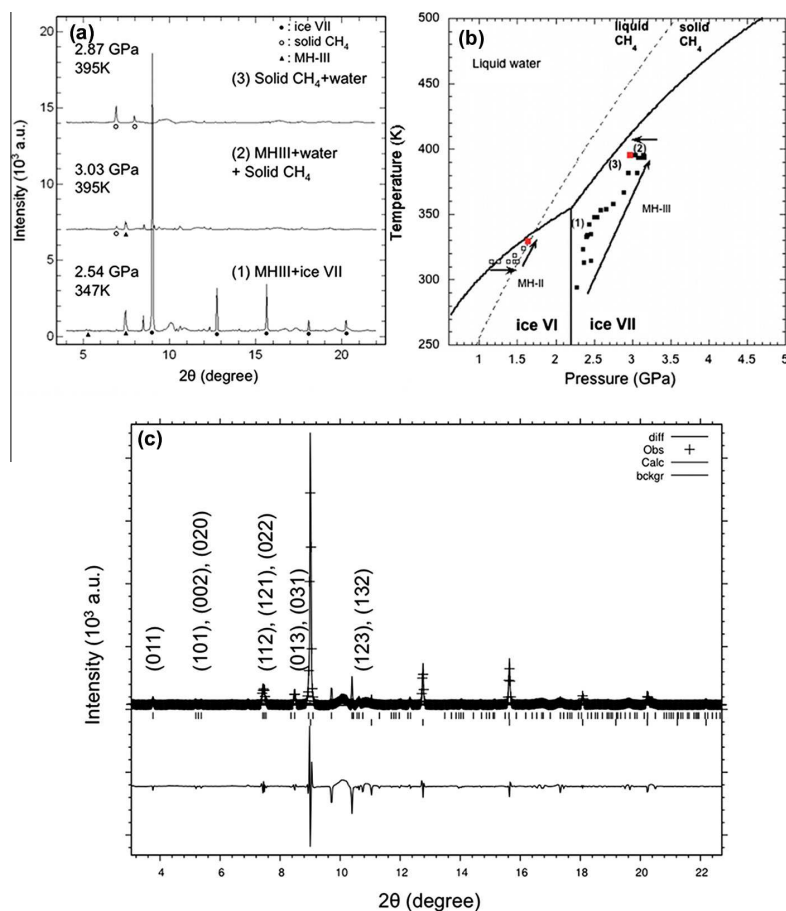 (a)
● : ice VII
○ : solid CH4
▲ : MH-III
2.87 GPa
395K
(3) Solid CH4+water
3.03 GPa
395K
(2) MHIII+water
+ Solid CH4
2.54 GPa
347K
(1) MHIII+ice VII
Intensity (10³ a.u.)
20
15
10
5
0
5
10
15
20
2θ (degree)
(b)
liquid
CH4
solid
CH4
Liquid water
(2)
(3)
(1)
MH-III
MH-II
ice VI
ice VII
Temperature (K)
500
450
400
350
300
250
1
1.5
2
2.5
3
3.5
4
4.5
5
Pressure (GPa)
(c)
diff
Obs
Calc
bckgr
(011)
(101), (002), (020)
(112), (121), (022)
(013), (031)
(123), (132)
Intensity (10³ a.u.)
4
6
8
10
12
14
16
18
20
22
2θ (degree)